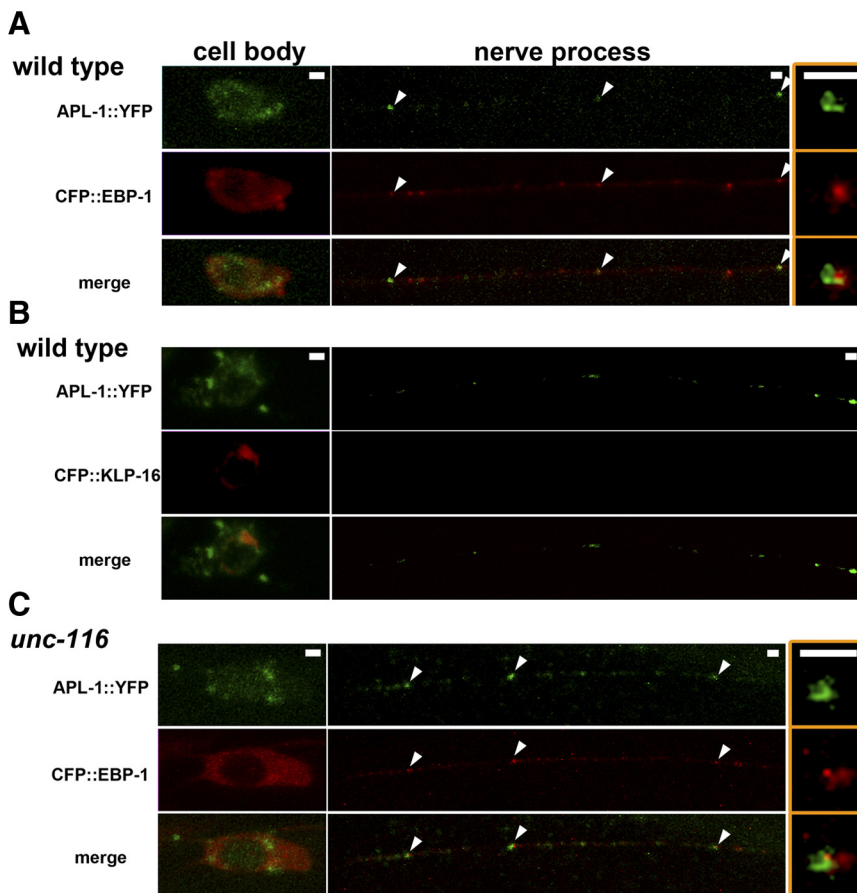 A
cell body nerve process
wild type
APL-1::YFP
CFP::EBP-1
merge
B
wild type
APL-1::YFP
CFP::KLP-16
merge
C
unc-116
APL-1::YFP
CFP::EBP-1
merge